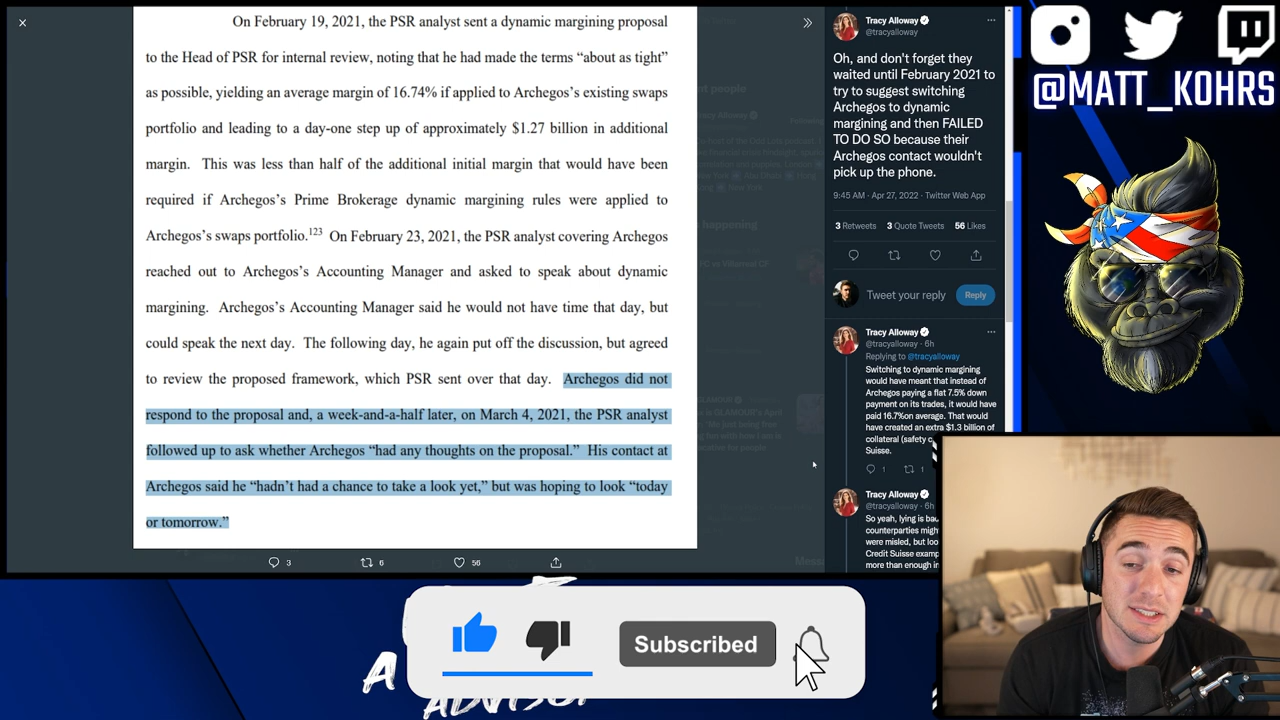 On February 19, 2021, the PSR analyst sent a dynamic margining proposal
to the Head of PSR for internal review, noting that he had made the terms “about as tight”
as possible, yielding an average margin of 16.74% if applied to Archegos’s existing swaps
portfolio and leading to a day-one step up of approximately $1.27 billion in additional
margin. This was less than half of the additional initial margin that would have been
required if Archegos’s Prime Brokerage dynamic margining rules were applied to
Archegos’s swaps portfolio.123 On February 23, 2021, the PSR analyst covering Archegos
reached out to Archegos’s Accounting Manager and asked to speak about dynamic
margining. Archegos’s Accounting Manager said he would not have time that day, but
could speak the next day. The following day, he again put off the discussion, but agreed
to review the proposed framework, which PSR sent over that day. Archegos did not
respond to the proposal and, a week-and-a-half later, on March 4, 2021, the PSR analyst
followed up to ask whether Archegos “had any thoughts on the proposal.” His contact at
Archegos said he “hadn’t had a chance to take a look yet,” but was hoping to look “today
or tomorrow.”
3 6 56
Tracy Alloway
@tracyalloway
Oh, and don't forget they
waited until February 2021 to
try to suggest switching
Archegos to dynamic
margining and then FAILED
TO DO SO because their
Archegos contact wouldn't
pick up the phone.
9:45 AM · Apr 27, 2022 · Twitter Web App
3 Retweets 3 Quote Tweets 56 Likes
Tweet your reply
Reply
Tracy Alloway
@tracyalloway · 6h
Replying to @tracyalloway
Switching to dynamic margining
would have meant that instead of
Archegos paying a flat 7.5% down
payment on its trades, it would have
paid 16.7%on average. That would
have created an extra $1.3 billion of
collateral (safety
Suisse.
1 1
Tracy Alloway
@tracyalloway · 6h
So yeah, lying is
counterparties
were misled, but
Credit Suisse
more than enough
@MATT_KOHRS
Subscribed
A